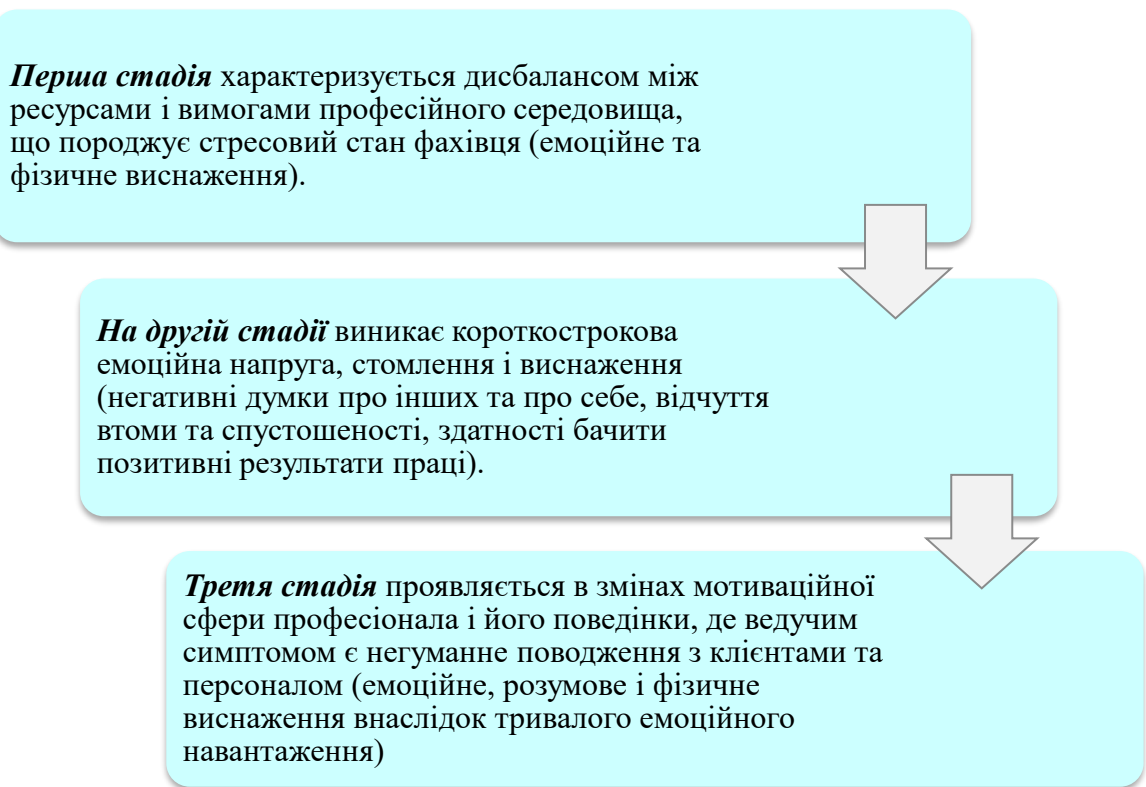 Перша стадія характеризується дисбалансом між
ресурсами і вимогами професійного середовища,
що породжує стресовий стан фахівця (емоційне та
фізичне виснаження).
На другій стадії виникає короткострокова
емоційна напруга, стомлення і виснаження
(негативні думки про інших та про себе, відчуття
втоми та спустошеності, здатності бачити
позитивні результати праці).
Третя стадія проявляється в змінах мотиваційної
сфери професіонала і його поведінки, де ведучим
симптомом є негуманне поводження з клієнтами та
персоналом (емоційне, розумове і фізичне
виснаження внаслідок тривалого емоційного
навантаження)